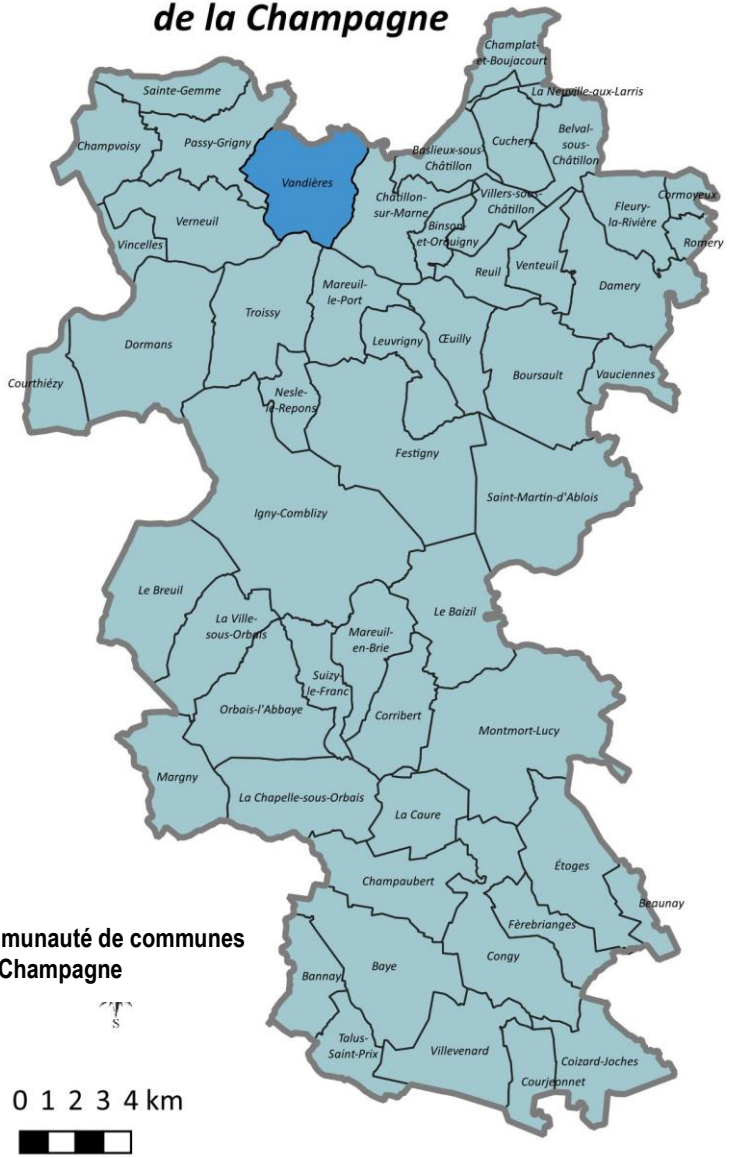 de la Champagne
Champlat-
et-Boujacourt
Sainte-Gemme
La Neuville-aux-Larris
Champvoisy
Passy-Grigny
Cuchery
Belval-
sous-
Châtillon
Baslieux-sous-
Châtillon
Vandières
Châtillon-
sur-Marne
Villers-sous-
Châtillon
Fleury-
la-Rivière
Cormoyeux
Verneuil
Binson-
et-Orquigny
Romery
Vincelles
Reuil
Venteuil
Mareuil-
le-Port
Damery
Troissy
Dormans
Leuvrigny
Œuilly
Boursault
Vauciennes
Courthiézy
Nesle-
le-Repons
Festigny
Saint-Martin-d'Ablois
Igny-Comblizy
Le Breuil
Le Baizil
La Ville-
sous-Orbais
Mareuil-
en-Brie
Suizy-
le-Franc
Orbais-l'Abbaye
Corribert
Montmort-Lucy
Margny
La Chapelle-sous-Orbais
La Caure
Étoges
Champaubert
Beaunay
Fèrebrianges
munauté de communes
Champagne
Congy
Baye
Bannay
S
Talus-
Saint-Prix
Villevenard
Coizard-Joches
Courjeonnet
0 1 2 3 4 km